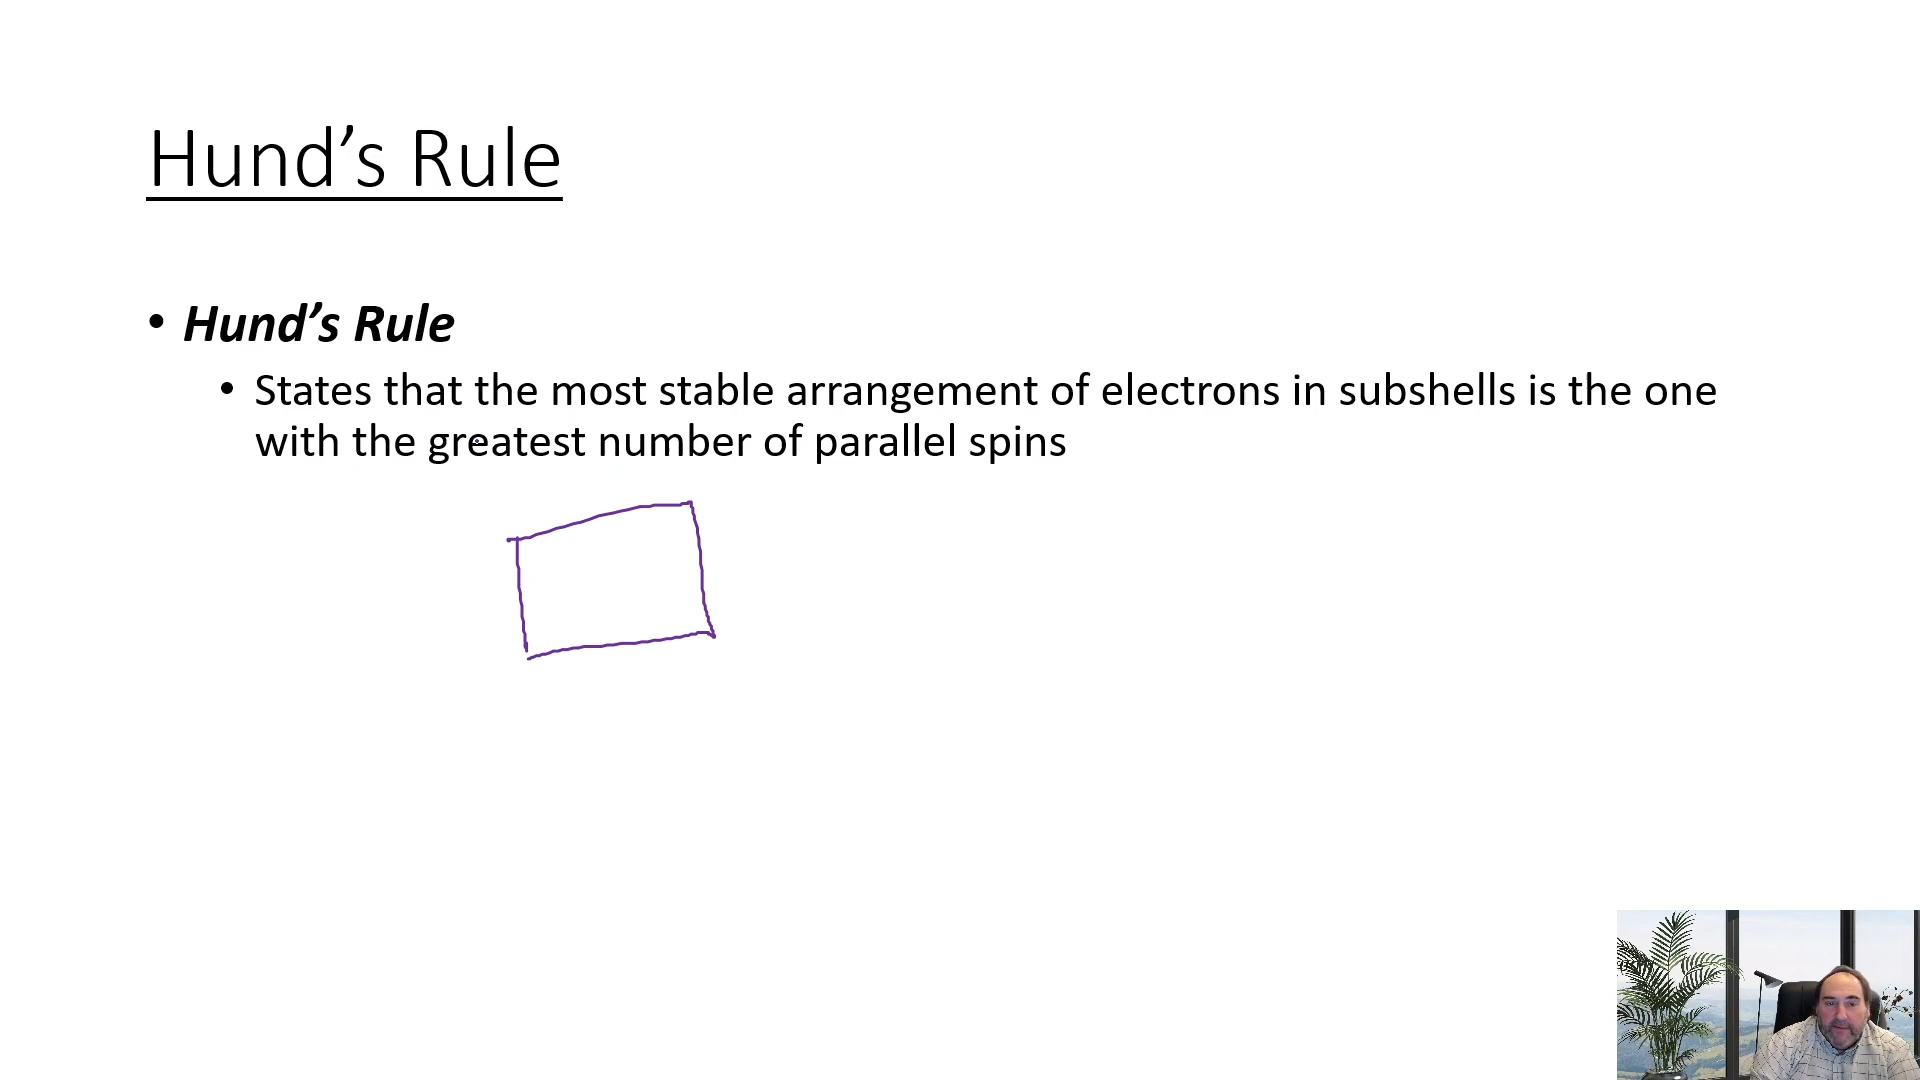 Hund’s Rule
• Hund’s Rule
• States that the most stable arrangement of electrons in subshells is the one
with the greatest number of parallel spins